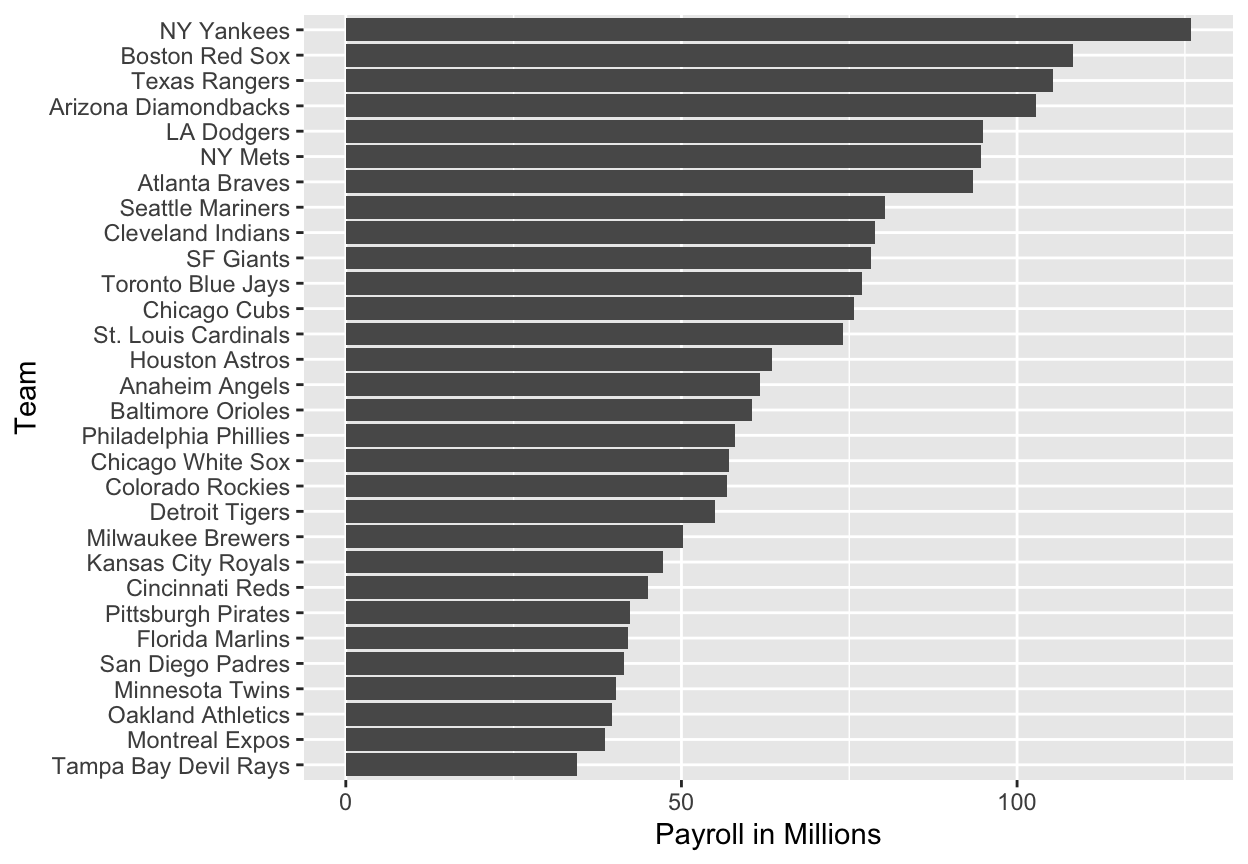 NY Yankees
Boston Red Sox
Texas Rangers
Arizona Diamondbacks
LA Dodgers
NY Mets
Atlanta Braves
Seattle Mariners
Cleveland Indians
SF Giants
Toronto Blue Jays
Chicago Cubs
St. Louis Cardinals
Houston Astros
Anaheim Angels
Baltimore Orioles
Philadelphia Phillies
Chicago White Sox
Colorado Rockies
Detroit Tigers
Milwaukee Brewers
Kansas City Royals
Cincinnati Reds
Pittsburgh Pirates
Florida Marlins
San Diego Padres
Minnesota Twins
Oakland Athletics
Montreal Expos
Tampa Bay Devil Rays
Team
0 50 100
Payroll in Millions